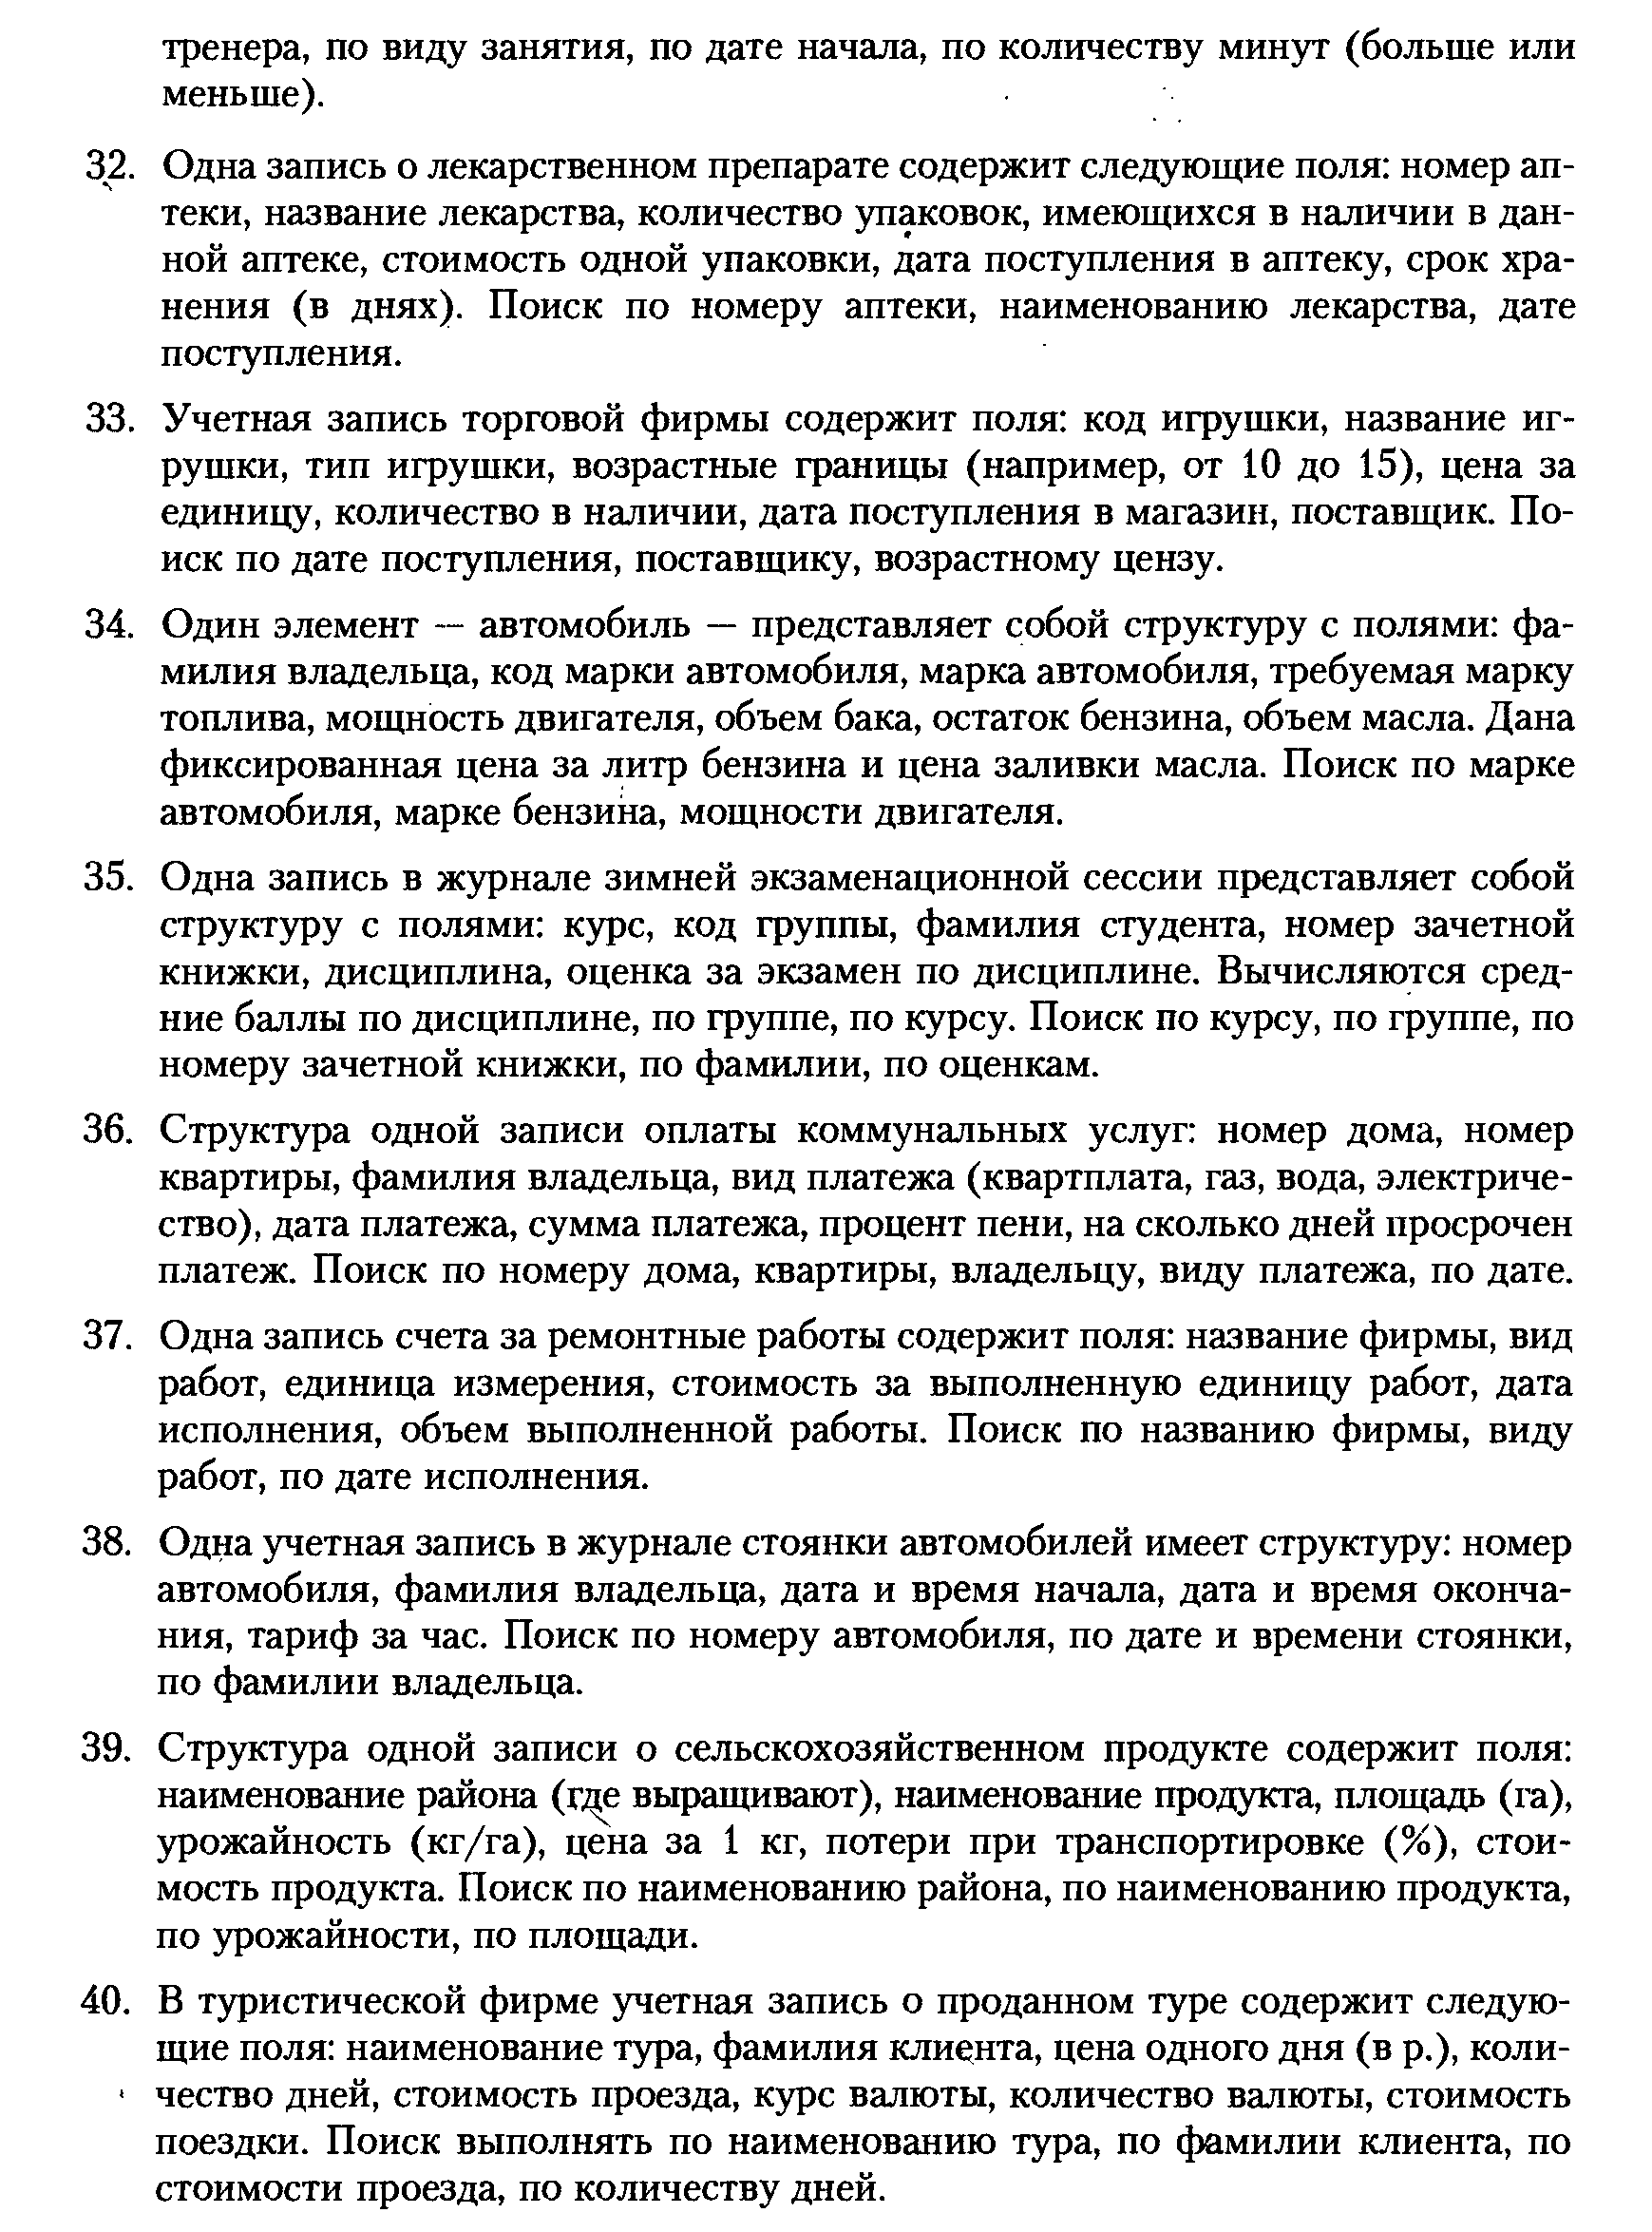 тренера, по виду занятия, по дате начала, по количеству минут (больше или
меньше).
32. Одна запись о лекарственном препарате содержит следующие поля: номер ап-
теки, название лекарства, количество упаковок, имеющихся в наличии в дан-
ной аптеке, стоимость одной упаковки, дата поступления в аптеку, срок хра-
нения (в днях). Поиск по номеру аптеки, наименованию лекарства, дате
поступления.
33. Учетная запись торговой фирмы содержит поля: код игрушки, название иг-
рушки, тип игрушки, возрастные границы (например, от 10 до 15), цена за
единицу, количество в наличии, дата поступления в магазин, поставщик. По-
иск по дате поступления, поставщику, возрастному цензу.
34. Один элемент — автомобиль — представляет собой структуру с полями: фа-
милия владельца, код марки автомобиля, марка автомобиля, требуемая марку
топлива, мощность двигателя, объем бака, остаток бензина, объем масла. Дана
фиксированная цена за литр бензина и цена заливки масла. Поиск по марке
автомобиля, марке бензина, мощности двигателя.
35. Одна запись в журнале зимней экзаменационной сессии представляет собой
структуру с полями: курс, код группы, фамилия студента, номер зачетной
книжки, дисциплина, оценка за экзамен по дисциплине. Вычисляются сред-
ние баллы по дисциплине, по группе, по курсу. Поиск по курсу, по группе, по
номеру зачетной книжки, по фамилии, по оценкам.
36. Структура одной записи оплаты коммунальных услуг: номер дома, номер
квартиры, фамилия владельца, вид платежа (квартплата, газ, вода, электриче-
ство), дата платежа, сумма платежа, процент пени, на сколько дней просрочен
платеж. Поиск по номеру дома, квартиры, владельцу, виду платежа, по дате.
37. Одна запись счета за ремонтные работы содержит поля: название фирмы, вид
работ, единица измерения, стоимость за выполненную единицу работ, дата
исполнения, объем выполненной работы. Поиск по названию фирмы, виду
работ, по дате исполнения.
38. Одна учетная запись в журнале стоянки автомобилей имеет структуру: номер
автомобиля, фамилия владельца, дата и время начала, дата и время оконча-
ния, тариф за час. Поиск по номеру автомобиля, по дате и времени стоянки,
по фамилии владельца.
39. Структура одной записи о сельскохозяйственном продукте содержит поля:
наименование района (где выращивают), наименование продукта, площадь (га),
урожайность (кг/га), цена за 1 кг, потери при транспортировке (%), стои-
мость продукта. Поиск по наименованию района, по наименованию продукта,
по урожайности, по площади.
40. В туристической фирме учетная запись о проданном туре содержит следую-
щие поля: наименование тура, фамилия клиента, цена одного дня (в р.), коли-
чество дней, стоимость проезда, курс валюты, количество валюты, стоимость
поездки. Поиск выполнять по наименованию тура, по фамилии клиента, по
стоимости проезда, по количеству дней.